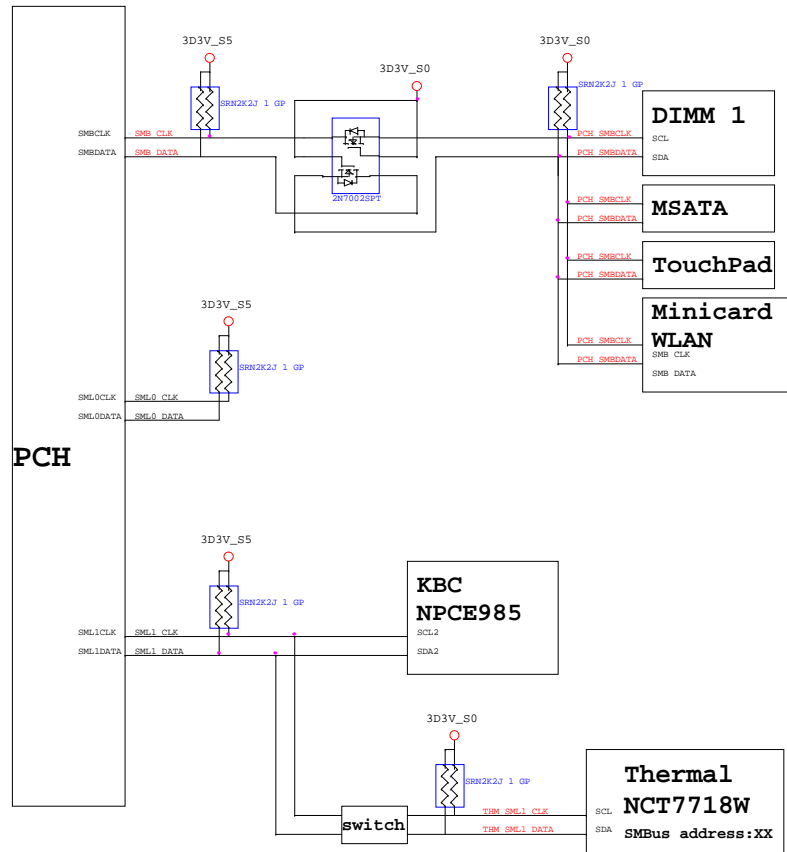 3D3V_S5
3D3V_S0
3D3V_S0
SRN2K2J 1 GP
SRN2K2J 1 GP
DIMM 1
SMBCLK
SMB CLK
PCH SMBCLK
SCL
SMBDATA
SMB DATA
PCH SMBDATA
SDA
2N7002SPT
PCH SMBCLK
MSATA
PCH SMBDATA
PCH SMBCLK
TouchPad
PCH SMBDATA
3D3V_S5
Minicard
WLAN
PCH SMBCLK
SMB CLK
PCH SMBDATA
SMB DATA
SRN2K2J 1 GP
SML0CLK
SML0 CLK
SML0DATA
SML0 DATA
PCH
3D3V_S5
KBC
NPCE985
SRN2K2J 1 GP
SML1CLK
SML1 CLK
SCL2
SML1DATA
SML1 DATA
SDA2
3D3V_S0
SRN2K2J 1 GP
Thermal
NCT7718W
THM SML1 CLK
SCL
switch
THM SML1 DATA
SDA
SMBus address:XX